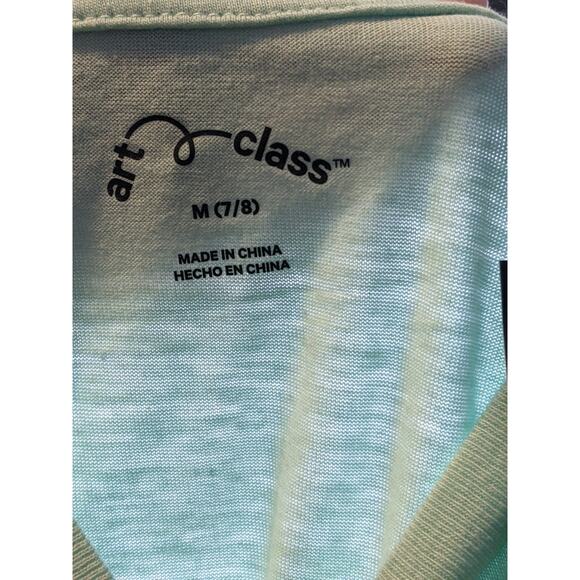 art class™
M (7/8)
MADE IN CHINA
HECHO EN CHINA